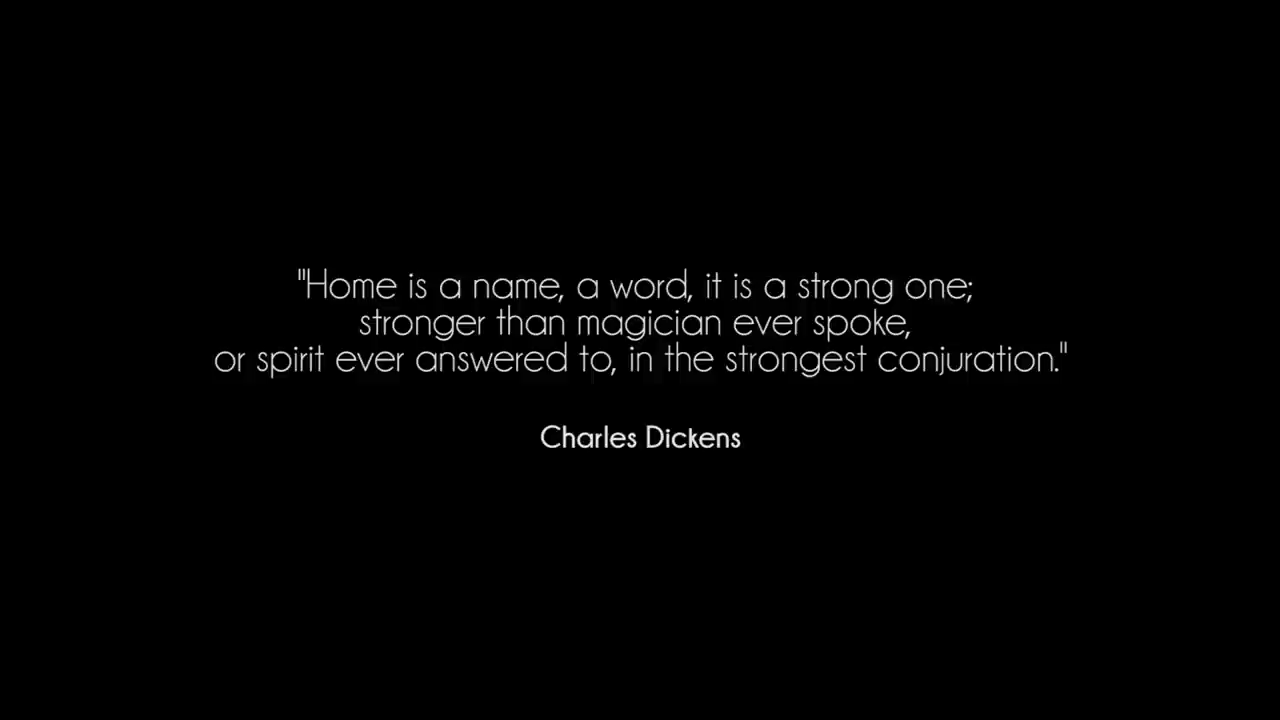 "Home is a name, a word, it is a strong one;
stronger than magician ever spoke,
or spirit ever answered to, in the strongest conjuration."
Charles Dickens